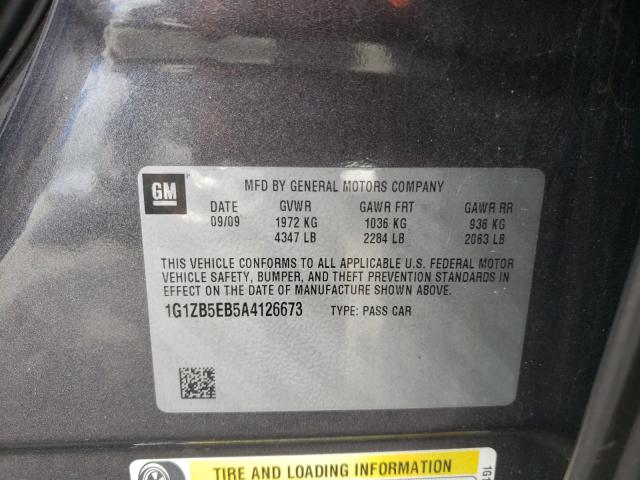 GM
MFD BY GENERAL MOTORS COMPANY
DATE GVWR GAWR FRT GAWR RR
09/09 1972 KG 1036 KG 936 KG
4347 LB 2284 LB 2063 LB
THIS VEHICLE CONFORMS TO ALL APPLICABLE U.S. FEDERAL MOTOR
VEHICLE SAFETY, BUMPER, AND THEFT PREVENTION STANDARDS IN
EFFECT ON THE DATE OF MANUFACTURE SHOWN ABOVE.
1G1ZB5EB5A4126673 TYPE: PASS CAR
TIRE AND LOADING INFORMATION
1G1